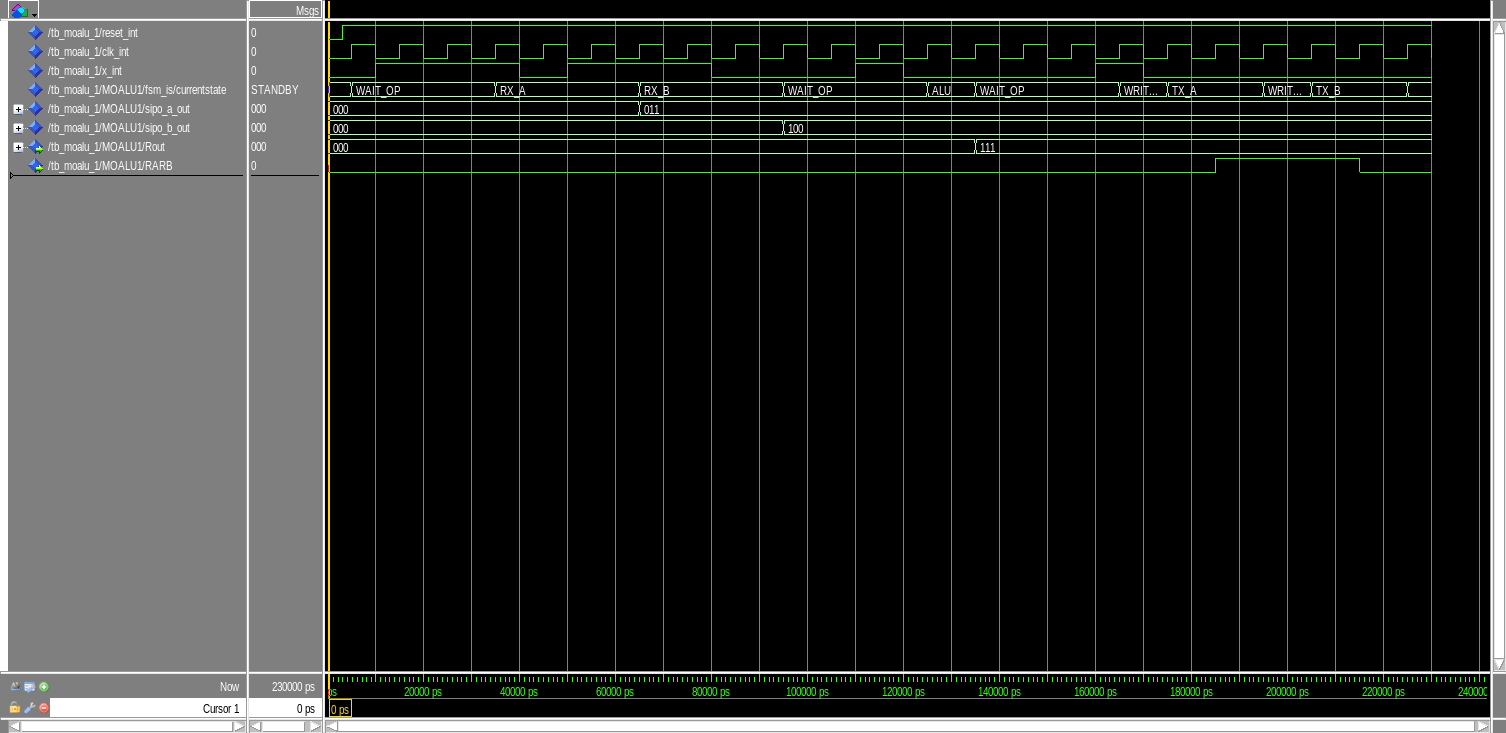 Msgs
/tb_moalu_1/reset_int 0
/tb_moalu_1/clk_int 0
/tb_moalu_1/x_int 0
/tb_moalu_1/MOALU1/fsm_is/currentstate STANDBY WAIT_OP RX_A RX_B WAIT_OP ALU WAIT_OP WRIT... TX_A WRIT... TX_B
/tb_moalu_1/MOALU1/sipo_a_out 000 000 011
/tb_moalu_1/MOALU1/sipo_b_out 000 000 100
/tb_moalu_1/MOALU1/Rout 000 000 111
/tb_moalu_1/MOALU1/RARB 0
Now 230000 ps ps 20000 ps 40000 ps 60000 ps 80000 ps 100000 ps 120000 ps 140000 ps 160000 ps 180000 ps 200000 ps 220000 ps 240000
Cursor 1 0 ps 0 ps